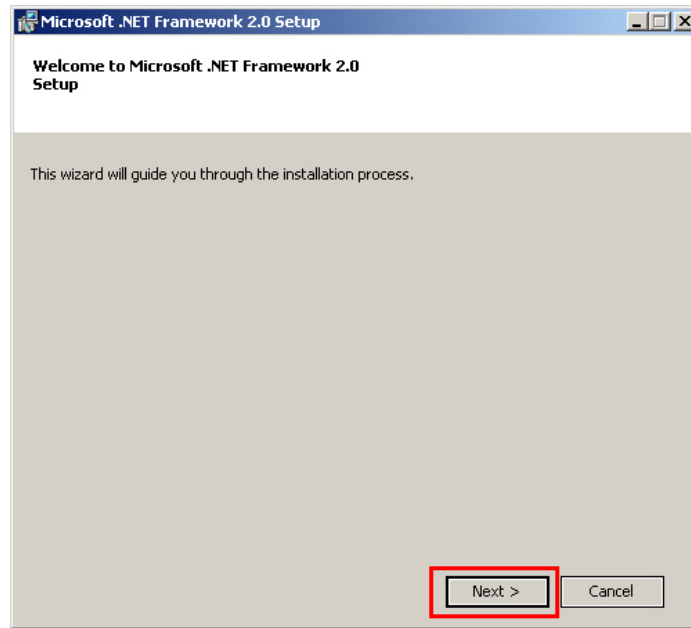 Microsoft .NET Framework 2.0 Setup
Welcome to Microsoft .NET Framework 2.0
Setup
This wizard will guide you through the installation process.
Next >
Cancel